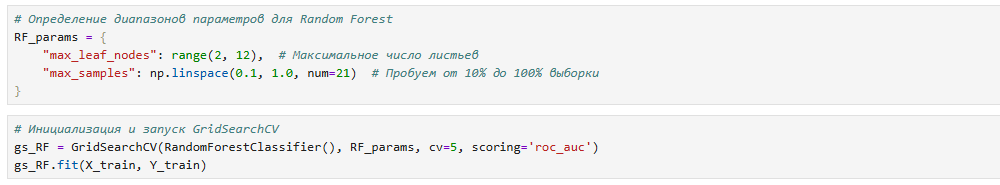 # Определение диапазонов параметров для Random Forest
RF_params = {
    "max_leaf_nodes": range(2, 12),  # Максимальное число листьев
    "max_samples": np.linspace(0.1, 1.0, num=21)  # Пробуем от 10% до 100% выборки
}
# Инициализация и запуск GridSearchCV
gs_RF = GridSearchCV(RandomForestClassifier(), RF_params, cv=5, scoring='roc_auc')
gs_RF.fit(X_train, Y_train)